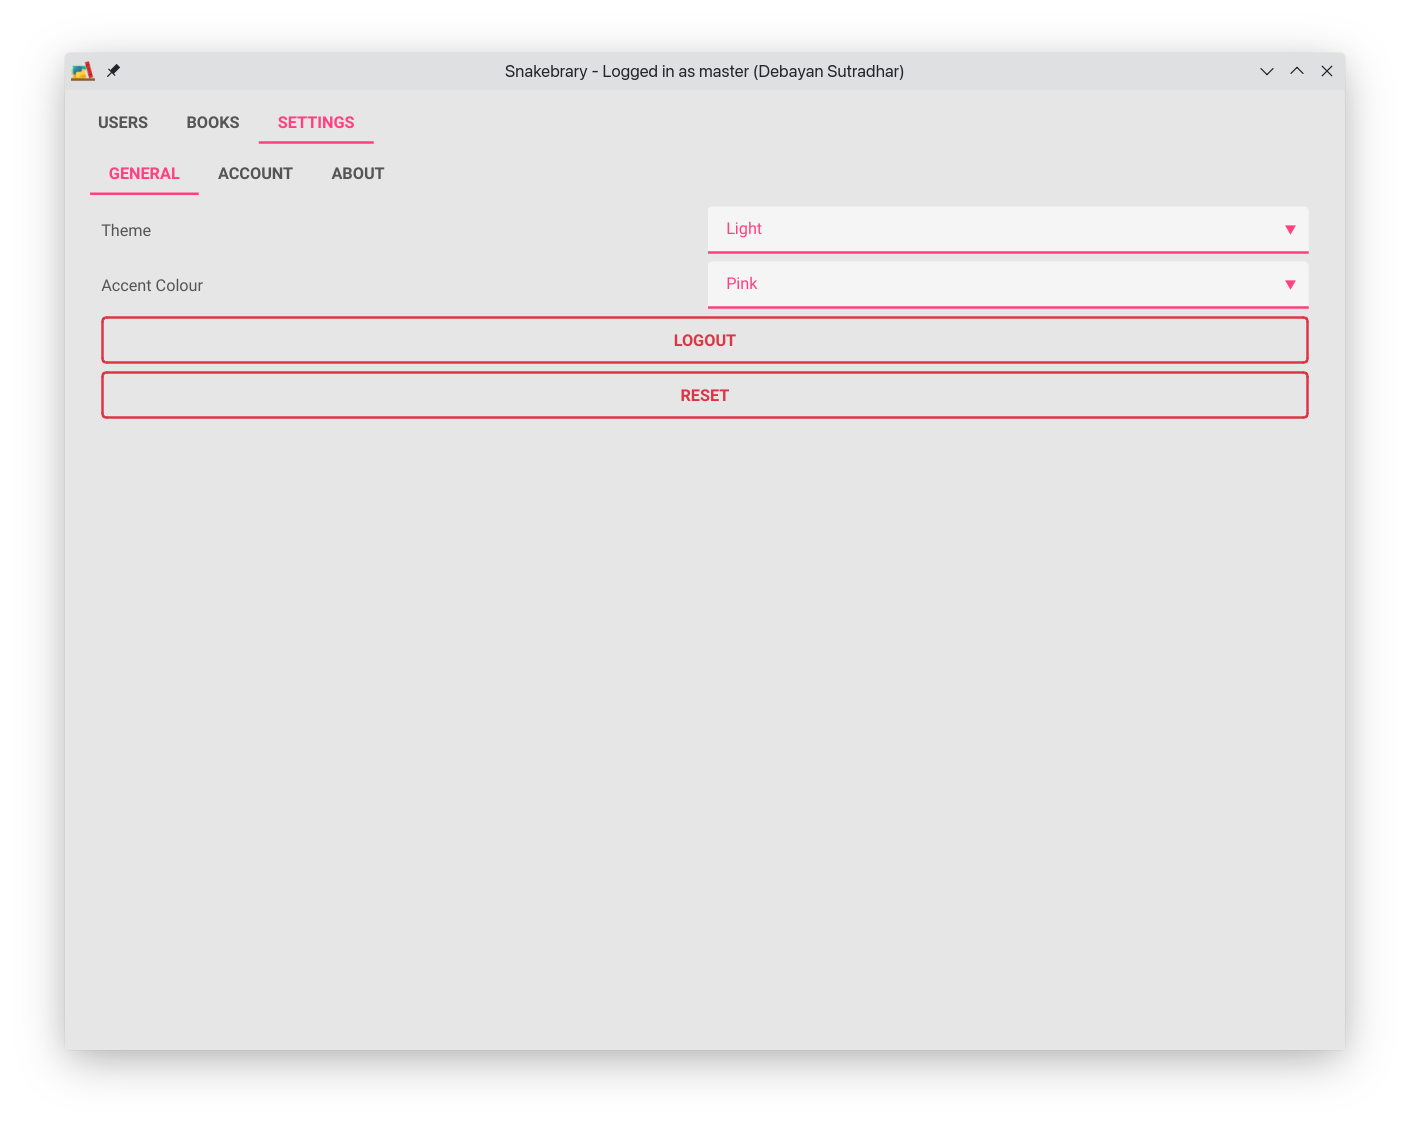 Snakebrary - Logged in as master (Debayan Sutradhar)
USERS BOOKS SETTINGS
GENERAL ACCOUNT ABOUT
Theme Light
Accent Colour Pink
LOGOUT
RESET